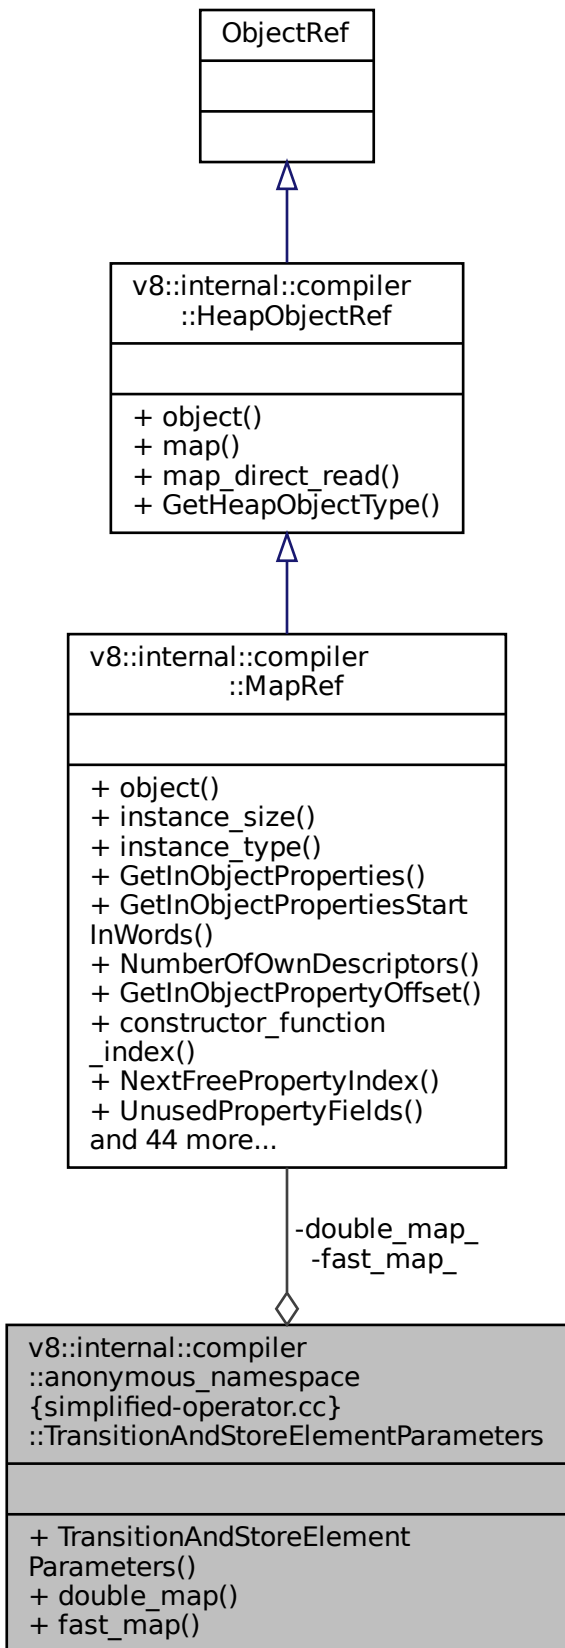 ObjectRef
v8::internal::compiler
::HeapObjectRef
+ object()
+ map()
+ map_direct_read()
+ GetHeapObjectType()
v8::internal::compiler
::MapRef
+ object()
+ instance_size()
+ instance_type()
+ GetInObjectProperties()
+ GetInObjectPropertiesStart
InWords()
+ NumberOfOwnDescriptors()
+ GetInObjectPropertyOffset()
+ constructor_function
_index()
+ NextFreePropertyIndex()
+ UnusedPropertyFields()
and 44 more...
-double_map_
-fast_map_
v8::internal::compiler
::anonymous_namespace
{simplified-operator.cc}
::TransitionAndStoreElementParameters
+ TransitionAndStoreElement
Parameters()
+ double_map()
+ fast_map()